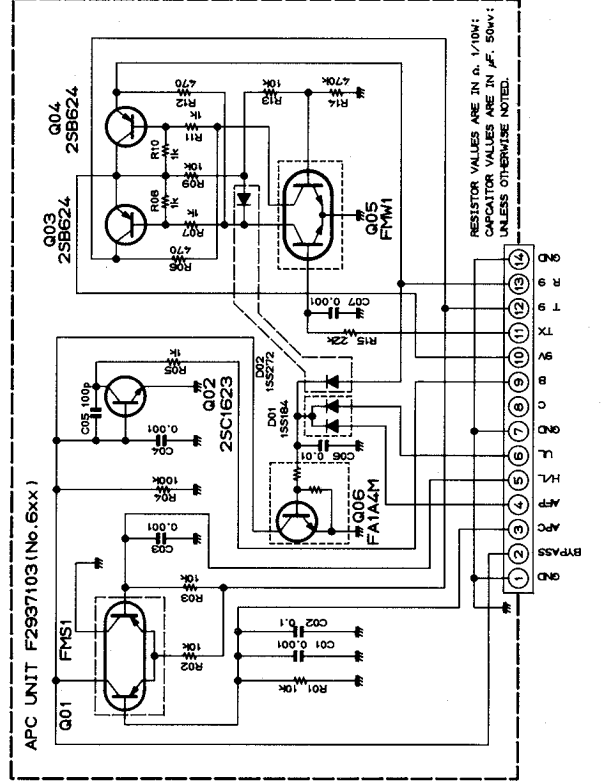 APC UNIT F2937103(No.6xx)
Q01
FMS1
R02
10K
R03
10K
C03
0.001
R04
100K
C04
0.001
C05 100p
R05
1K
Q02
2SC1623
Q03
2SB624
Q04
2SB624
R06
470
R07
1K
R08
1k
R09
10K
R10
1k
R11
1K
R12
470
R13
10K
R14
470K
Q05
FMW1
C07 0.001
R15
22K
D02
1SS272
D01
1SS184
C06
0.01
Q06
FA1A4M
R01 10K
C01
0.001
C02
0.1
RESISTOR VALUES ARE IN Ω. 1/10W;
CAPCAITOR VALUES ARE IN μF. 50WV;
UNLESS OTHERWISE NOTED.
1 GND
2 BYPASS
3 APC
4 AFP
5 H/L
6 UL
7 GND
8 C
9 B
10 9V
11 TX
12 T 9
13 R 9
14 GND